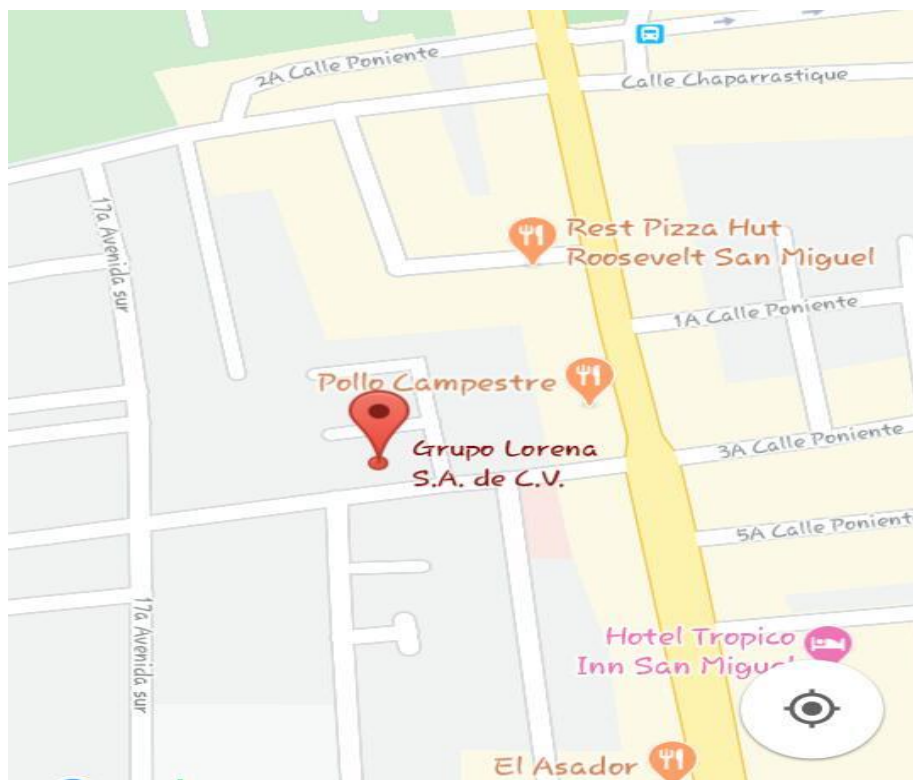 2A Calle Poniente
Calle Chaparrastique
17a Avenida sur
Rest Pizza Hut
Roosevelt San Miguel
1A Calle Poniente
Pollo Campestre
Grupo Lorena
S.A. de C.V.
3A Calle Poniente
5A Calle Ponient
17a Avenida sur
Hotel Tropico
Inn San Miguel
El Asador